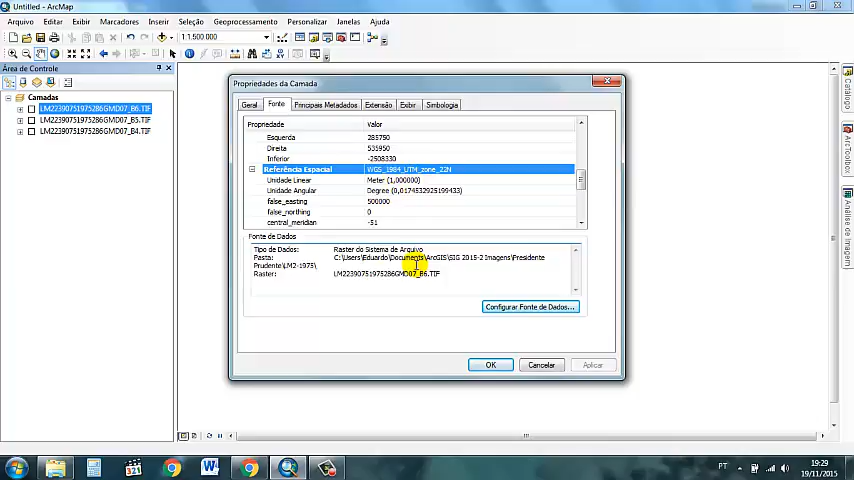 Untitled - ArcMap
Arquivo Editar Exibir Marcadores Inserir Seleção Geoprocessamento Personalizar Janelas Ajuda
1:1.500.000
Área de Controle
Camadas
LM22390751975286GMD07_B6.TIF
LM22390751975286GMD07_B5.TIF
LM22390751975286GMD07_B4.TIF
Propriedades da Camada
Geral Fonte Principais Metadados Extensão Exibir Simbologia
Propriedade Valor
Esquerda 285750
Direita 535950
Inferior -2508330
Referência Espacial WGS_1984_UTM_zone_22N
Unidade Linear Meter (1,000000)
Unidade Angular Degree (0,0174532925199433)
false_easting 500000
false_northing 0
central_meridian -51
Fonte de Dados
Tipo de Dados: Raster do Sistema de Arquivo
Pasta: C:\Users\Eduardo\Documents\ArcGIS\SIG 2015-2 Imagens\Presidente
Prudente\LM2-1975\
Raster: LM22390751975286GMD07_B6.TIF
Configurar Fonte de Dados...
OK Cancelar Aplicar
Catálogo
ArcToolbox
Análise de Imagem
321
PT
19:29
19/11/2015